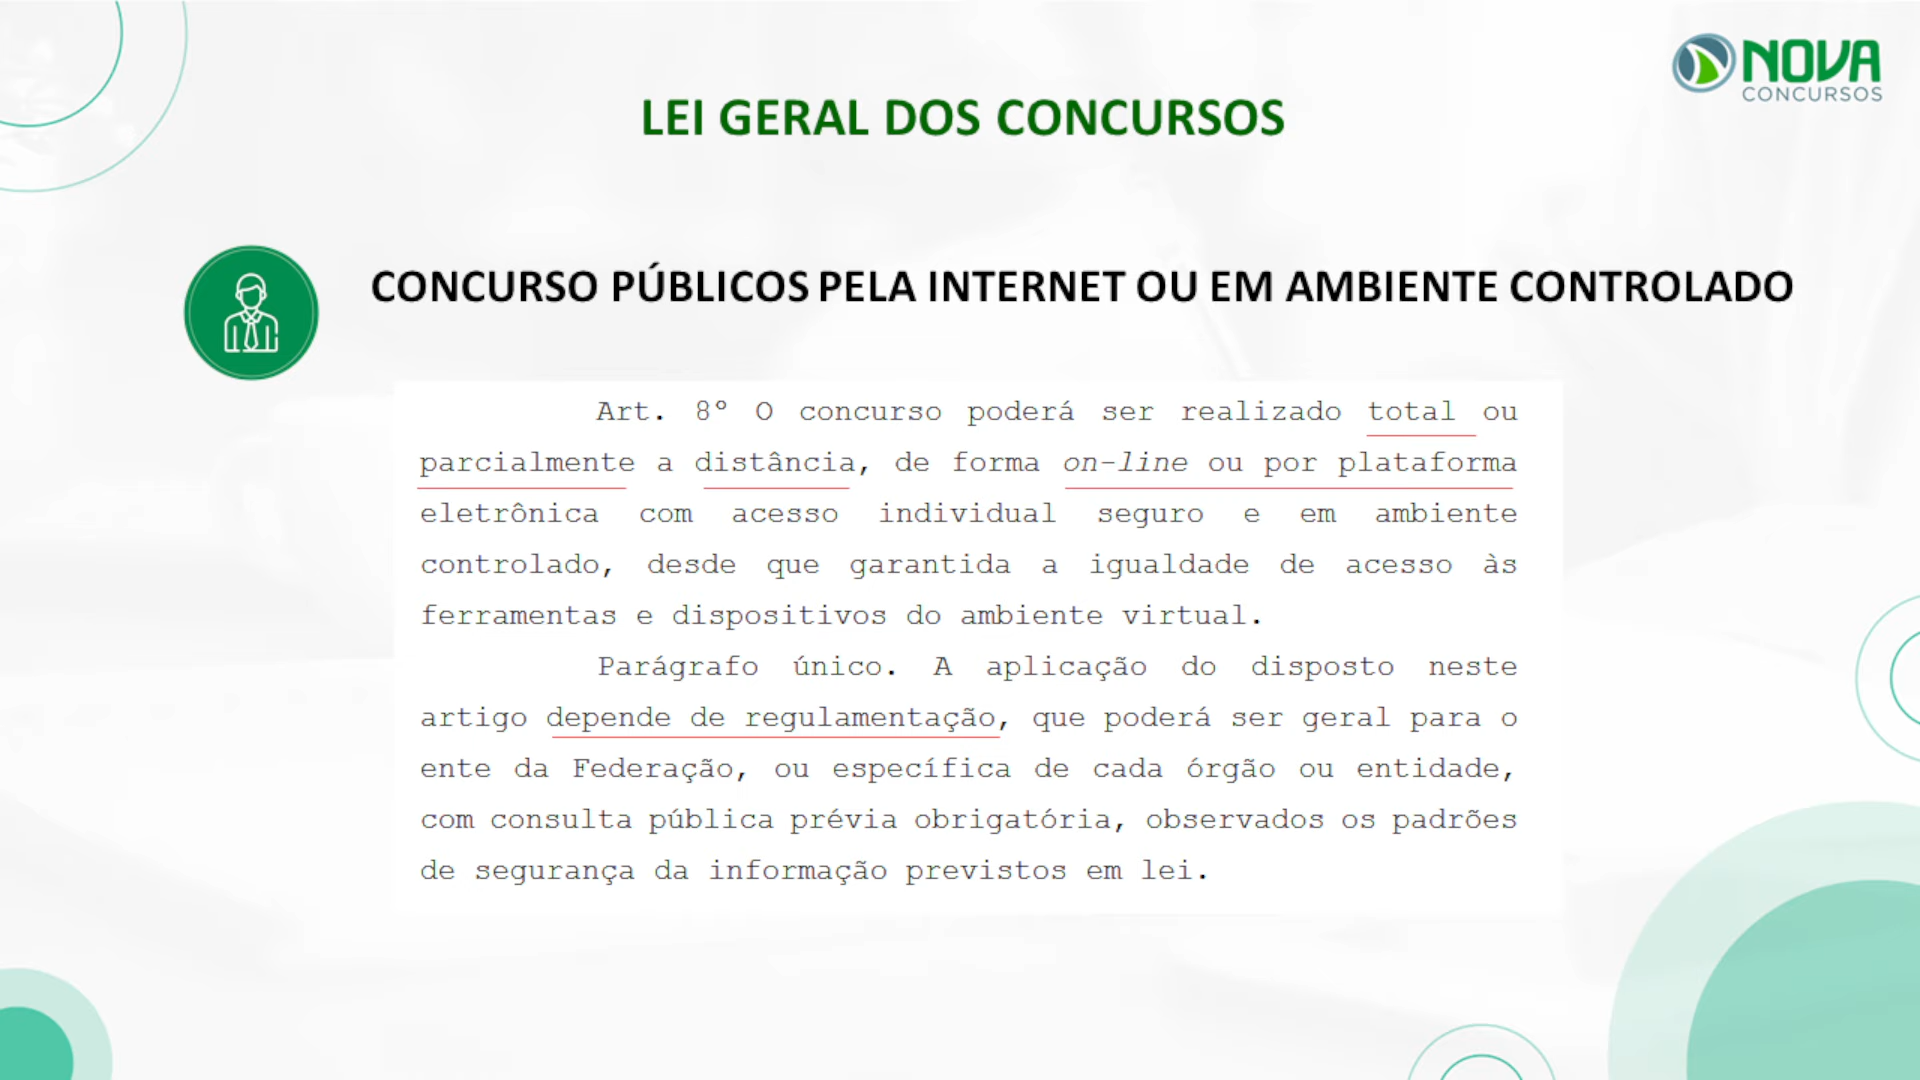 NOVA
CONCURSOS
LEI GERAL DOS CONCURSOS
CONCURSO PÚBLICOS PELA INTERNET OU EM AMBIENTE CONTROLADO
Art. 8º O concurso poderá ser realizado total ou
parcialmente a distância, de forma on-line ou por plataforma
eletrônica com acesso individual seguro e em ambiente
controlado, desde que garantida a igualdade de acesso às
ferramentas e dispositivos do ambiente virtual.
Parágrafo único. A aplicação do disposto neste
artigo depende de regulamentação, que poderá ser geral para o
ente da Federação, ou específica de cada órgão ou entidade,
com consulta pública prévia obrigatória, observados os padrões
de segurança da informação previstos em lei.